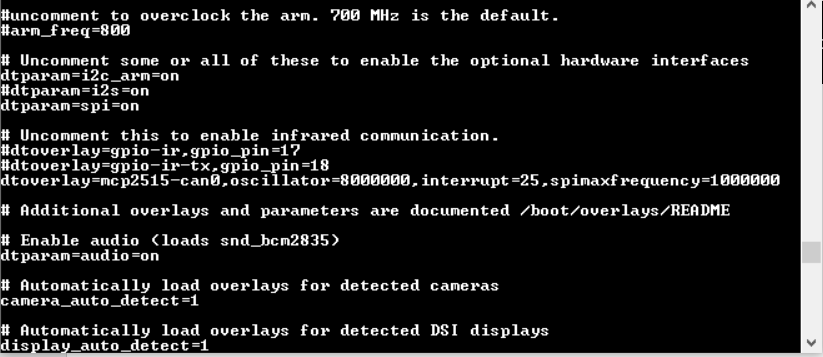 #uncomment to overclock the arm. 700 MHz is the default.
#arm_freq=800
# Uncomment some or all of these to enable the optional hardware interfaces
dtparam=i2c_arm=on
#dtparam=i2s=on
dtparam=spi=on
# Uncomment this to enable infrared communication.
#dtoverlay=gpio-ir,gpio_pin=17
#dtoverlay=gpio-ir-tx,gpio_pin=18
dtoverlay=mcp2515-can0,oscillator=8000000,interrupt=25,spimaxfrequency=1000000
# Additional overlays and parameters are documented /boot/overlays/README
# Enable audio (loads snd_bcm2835)
dtparam=audio=on
# Automatically load overlays for detected cameras
camera_auto_detect=1
# Automatically load overlays for detected DSI displays
display_auto_detect=1